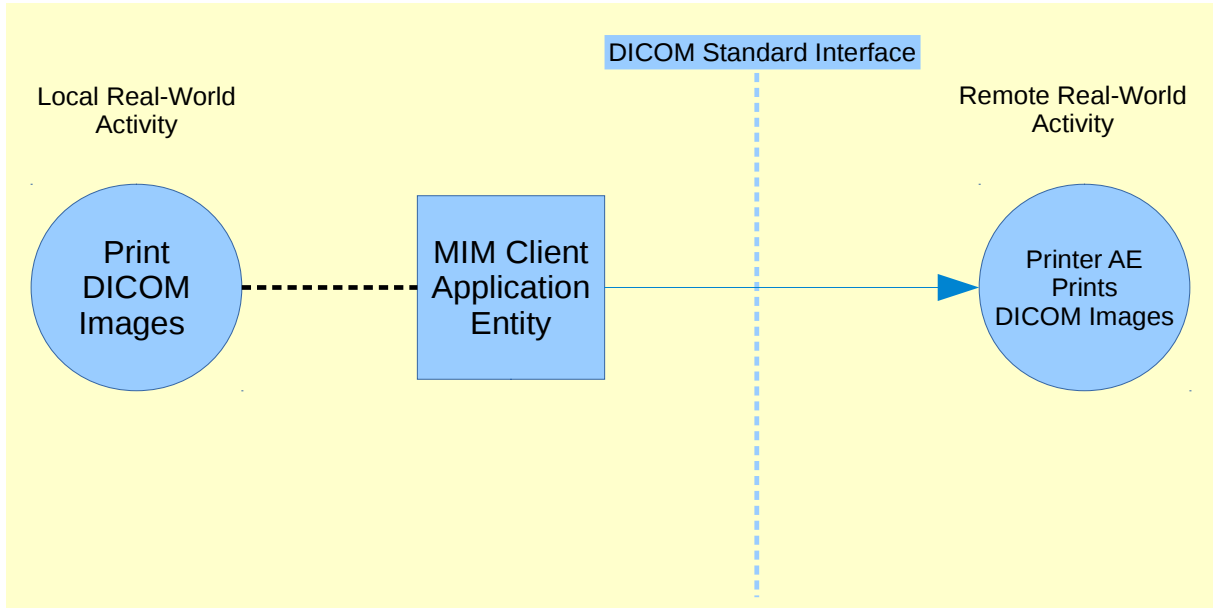 DICOM Standard Interface
Local Real-World
Activity
Remote Real-World
Activity
Print
DICOM
Images
MIM Client
Application
Entity
Printer AE
Prints
DICOM Images